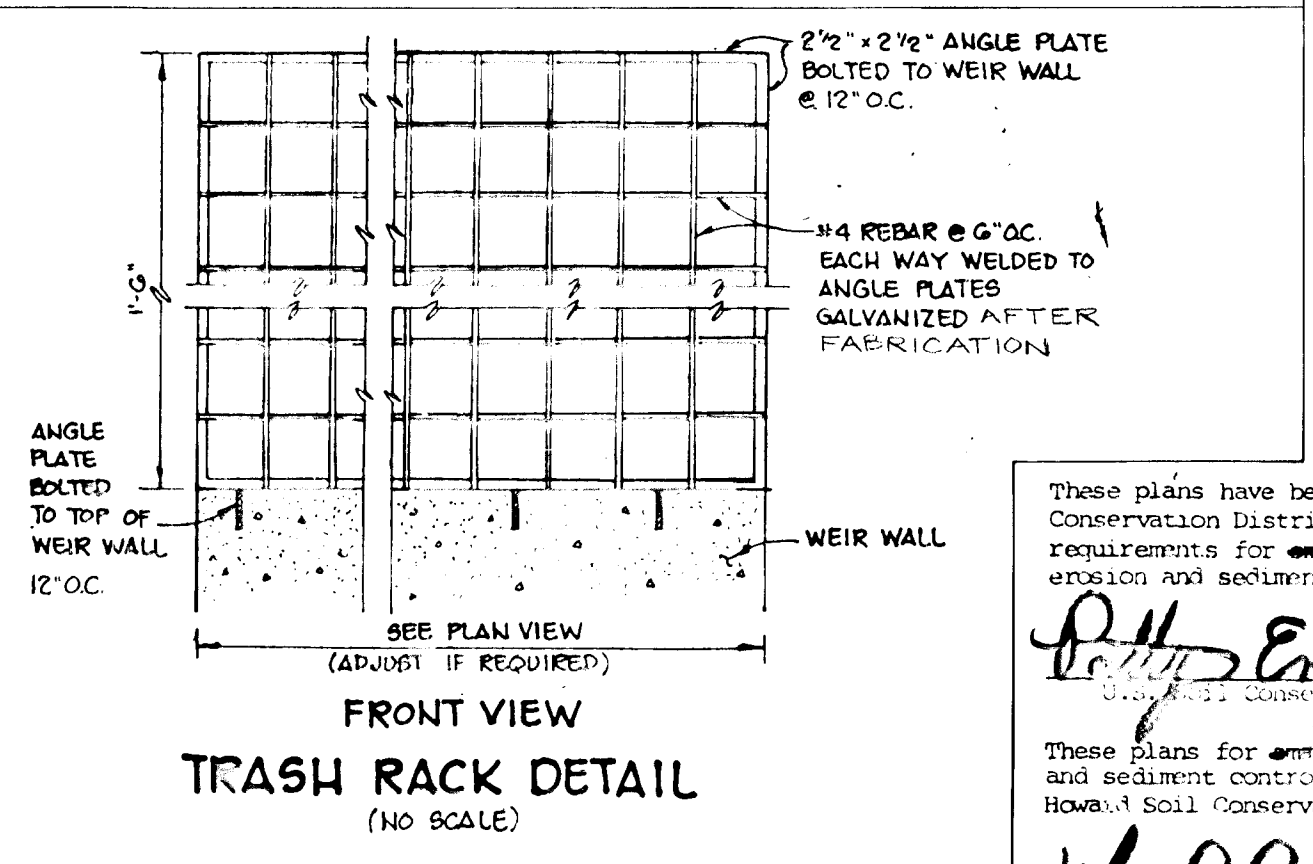 2½" x 2½" ANGLE PLATE
BOLTED TO WEIR WALL
@ 12" O.C.
#4 REBAR @ 6" O.C.
EACH WAY WELDED TO
ANGLE PLATES
GALVANIZED AFTER
FABRICATION
1'-6"
ANGLE
PLATE
BOLTED
TO TOP OF
WEIR WALL
12" O.C.
WEIR WALL
SEE PLAN VIEW
(ADJUST IF REQUIRED)
FRONT VIEW
TRASH RACK DETAIL
(NO SCALE)
These plans have be
Conservation Distri
requirements for
erosion and sedimen
U.S. Soil Conse
These plans for
and sediment contro
Howard Soil Conserv